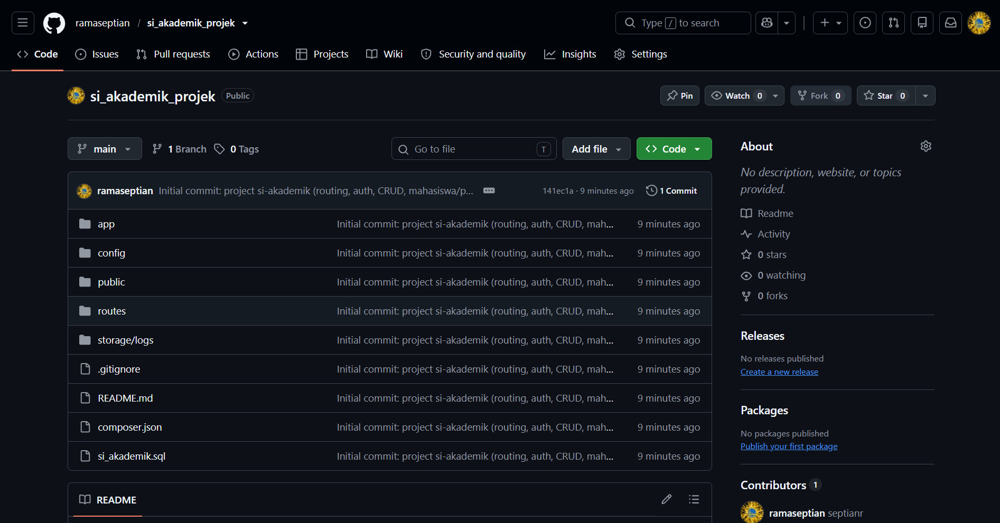 ramaseptian / si_akademik_projek
Type / to search
Code Issues Pull requests Actions Projects Wiki Security and quality Insights Settings
si_akademik_projek Public
Pin Watch 0 Fork 0 Star 0
main 1 Branch 0 Tags Go to file T Add file Code
ramaseptian Initial commit: project si-akademik (routing, auth, CRUD, mahasiswa/p... 141ec1a · 9 minutes ago 1 Commit
app Initial commit: project si-akademik (routing, auth, CRUD, mah... 9 minutes ago
config Initial commit: project si-akademik (routing, auth, CRUD, mah... 9 minutes ago
public Initial commit: project si-akademik (routing, auth, CRUD, mah... 9 minutes ago
routes Initial commit: project si-akademik (routing, auth, CRUD, mah... 9 minutes ago
storage/logs Initial commit: project si-akademik (routing, auth, CRUD, mah... 9 minutes ago
.gitignore Initial commit: project si-akademik (routing, auth, CRUD, mah... 9 minutes ago
README.md Initial commit: project si-akademik (routing, auth, CRUD, mah... 9 minutes ago
composer.json Initial commit: project si-akademik (routing, auth, CRUD, mah... 9 minutes ago
si_akademik.sql Initial commit: project si-akademik (routing, auth, CRUD, mah... 9 minutes ago
README
About
No description, website, or topics
provided.
Readme
Activity
0 stars
0 watching
0 forks
Releases
No releases published
Create a new release
Packages
No packages published
Publish your first package
Contributors 1
ramaseptian septianr